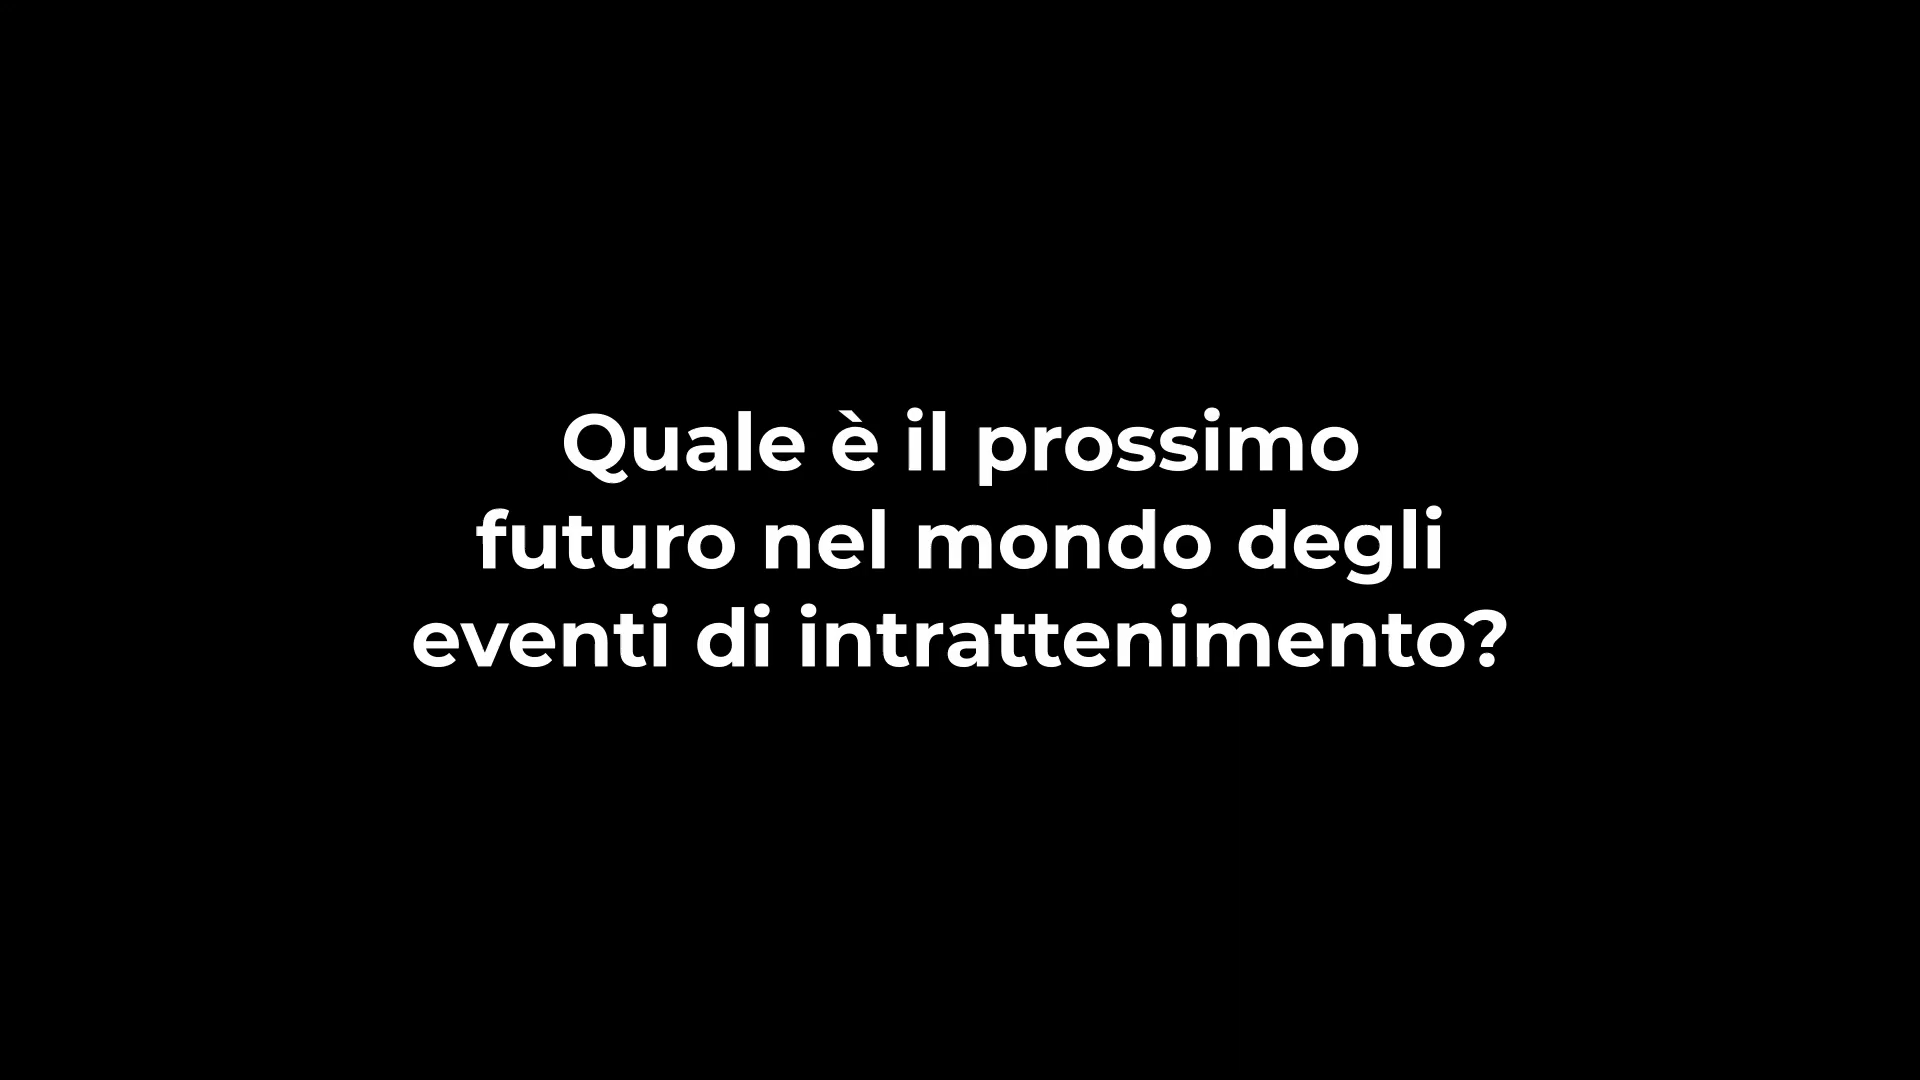 Quale è il prossimo
futuro nel mondo degli
eventi di intrattenimento?